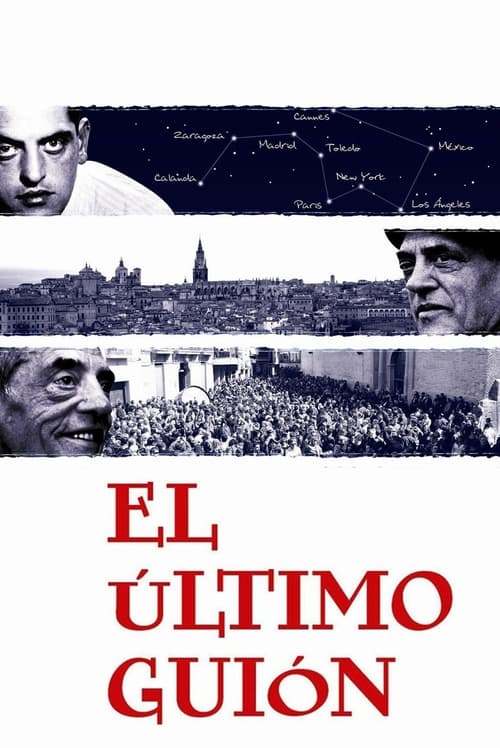 Cannes
Zaragoza
Madrid
Toledo
México
Calanda
New York
París
Los Ángeles
EL
ÚLTIMO
GUIÓN